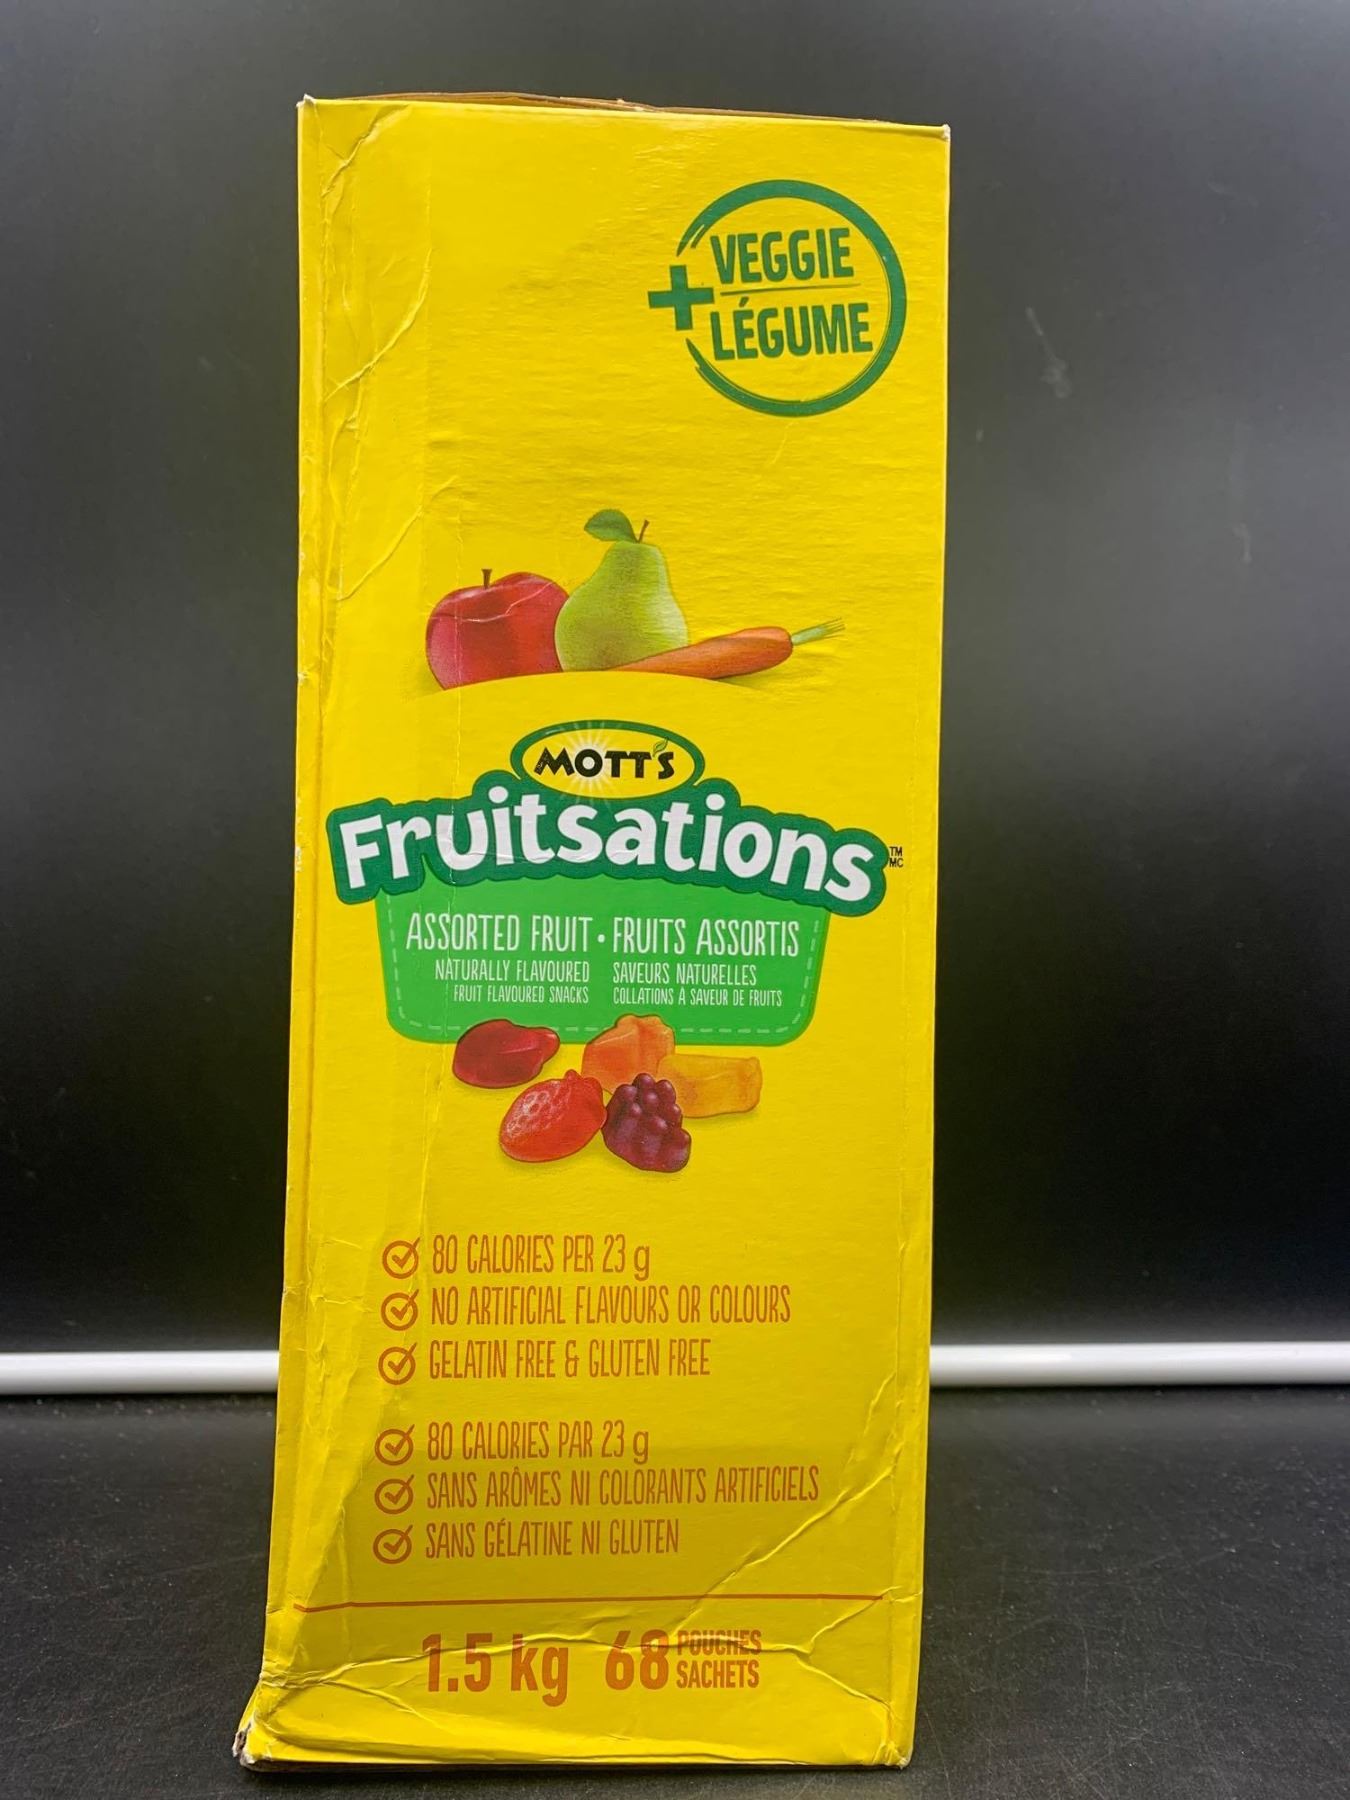 + VEGGIE
LÉGUME
MOTT'S
Fruitsations
TM
MC
ASSORTED FRUIT • FRUITS ASSORTIS
NATURALLY FLAVOURED SAVEURS NATURELLES
FRUIT FLAVOURED SNACKS COLLATIONS À SAVEUR DE FRUITS
80 CALORIES PER 23 g
NO ARTIFICIAL FLAVOURS OR COLOURS
GELATIN FREE & GLUTEN FREE
80 CALORIES PAR 23 g
SANS ARÔMES NI COLORANTS ARTIFICIELS
SANS GÉLATINE NI GLUTEN
1.5 kg 68 POUCHES
SACHETS